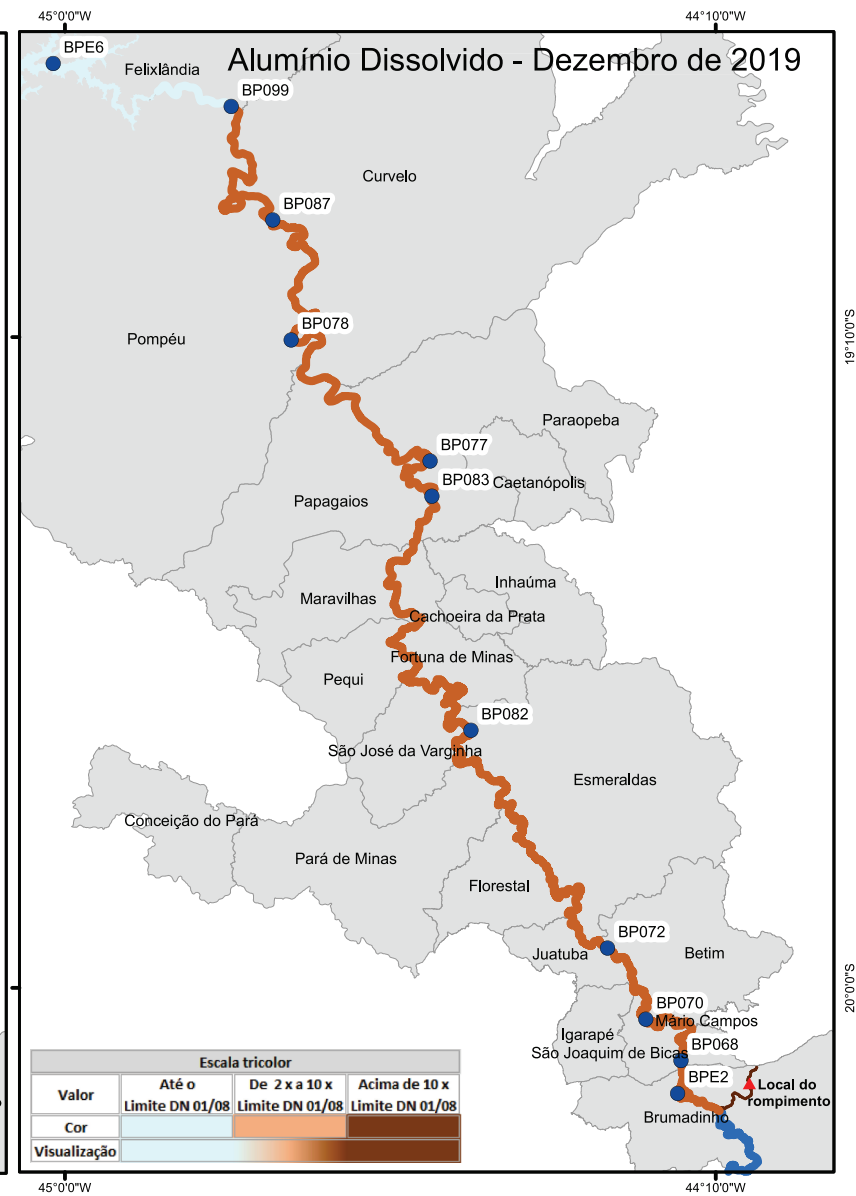 45°0'0"W
44°10'0"W
Alumínio Dissolvido - Dezembro de 2019
BPE6
Felixlândia
BP099
Curvelo
BP087
BP078
Pompéu
19°10'0"S
Paraopeba
BP077
BP083
Caetanópolis
Papagaios
Inhaúma
Maravilhas
Cachoeira da Prata
Fortuna de Minas
Pequi
BP082
São José da Varginha
Esmeraldas
Conceição do Pará
Pará de Minas
Florestal
BP072
Juatuba
Betim
20°0'0"S
BP070
Mário Campos
Igarapé
BP068
São Joaquim de Bicas
BPE2
Local do
rompimento
Brumadinho
Escala tricolor
Valor
Até o
Limite DN 01/08
De 2 x a 10 x
Limite DN 01/08
Acima de 10 x
Limite DN 01/08
Cor
Visualização
45°0'0"W
44°10'0"W